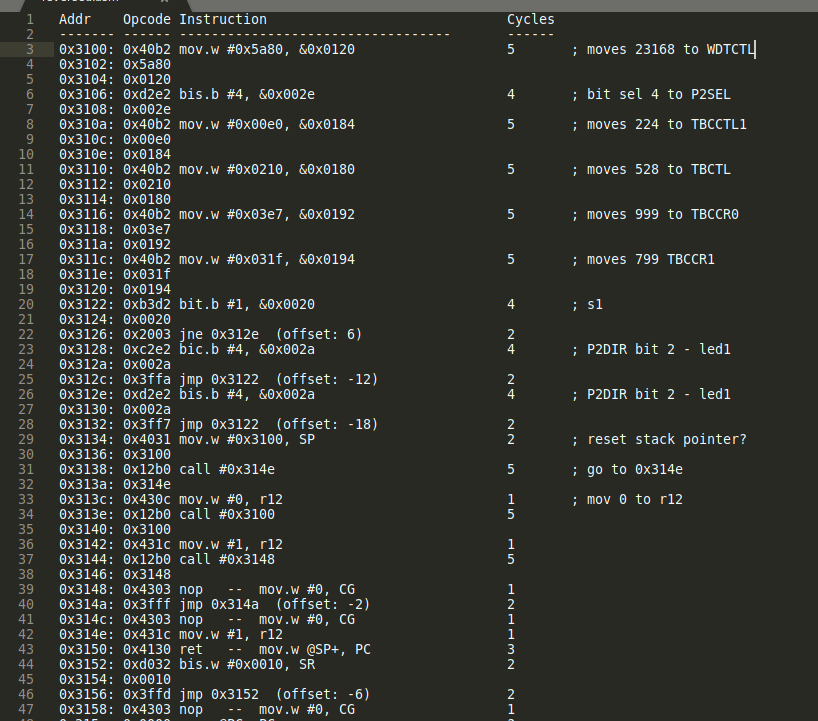 1 Addr Opcode Instruction Cycles
2 ------- ------ ---------------------------------- ------
3 0x3100: 0x40b2 mov.w #0x5a80, &0x0120 5 ; moves 23168 to WDTCTL
4 0x3102: 0x5a80
5 0x3104: 0x0120
6 0x3106: 0xd2e2 bis.b #4, &0x002e 4 ; bit sel 4 to P2SEL
7 0x3108: 0x002e
8 0x310a: 0x40b2 mov.w #0x00e0, &0x0184 5 ; moves 224 to TBCCTL1
9 0x310c: 0x00e0
10 0x310e: 0x0184
11 0x3110: 0x40b2 mov.w #0x0210, &0x0180 5 ; moves 528 to TBCTL
12 0x3112: 0x0210
13 0x3114: 0x0180
14 0x3116: 0x40b2 mov.w #0x03e7, &0x0192 5 ; moves 999 to TBCCR0
15 0x3118: 0x03e7
16 0x311a: 0x0192
17 0x311c: 0x40b2 mov.w #0x031f, &0x0194 5 ; moves 799 TBCCR1
18 0x311e: 0x031f
19 0x3120: 0x0194
20 0x3122: 0xb3d2 bit.b #1, &0x0020 4 ; s1
21 0x3124: 0x0020
22 0x3126: 0x2003 jne 0x312e (offset: 6) 2
23 0x3128: 0xc2e2 bic.b #4, &0x002a 4 ; P2DIR bit 2 - led1
24 0x312a: 0x002a
25 0x312c: 0x3ffa jmp 0x3122 (offset: -12) 2
26 0x312e: 0xd2e2 bis.b #4, &0x002a 4 ; P2DIR bit 2 - led1
27 0x3130: 0x002a
28 0x3132: 0x3ff7 jmp 0x3122 (offset: -18) 2
29 0x3134: 0x4031 mov.w #0x3100, SP 2 ; reset stack pointer?
30 0x3136: 0x3100
31 0x3138: 0x12b0 call #0x314e 5 ; go to 0x314e
32 0x313a: 0x314e
33 0x313c: 0x430c mov.w #0, r12 1 ; mov 0 to r12
34 0x313e: 0x12b0 call #0x3100 5
35 0x3140: 0x3100
36 0x3142: 0x431c mov.w #1, r12 1
37 0x3144: 0x12b0 call #0x3148 5
38 0x3146: 0x3148
39 0x3148: 0x4303 nop -- mov.w #0, CG 1
40 0x314a: 0x3fff jmp 0x314a (offset: -2) 2
41 0x314c: 0x4303 nop -- mov.w #0, CG 1
42 0x314e: 0x431c mov.w #1, r12 1
43 0x3150: 0x4130 ret -- mov.w @SP+, PC 3
44 0x3152: 0xd032 bis.w #0x0010, SR 2
45 0x3154: 0x0010
46 0x3156: 0x3ffd jmp 0x3152 (offset: -6) 2
47 0x3158: 0x4303 nop -- mov.w #0, CG 1